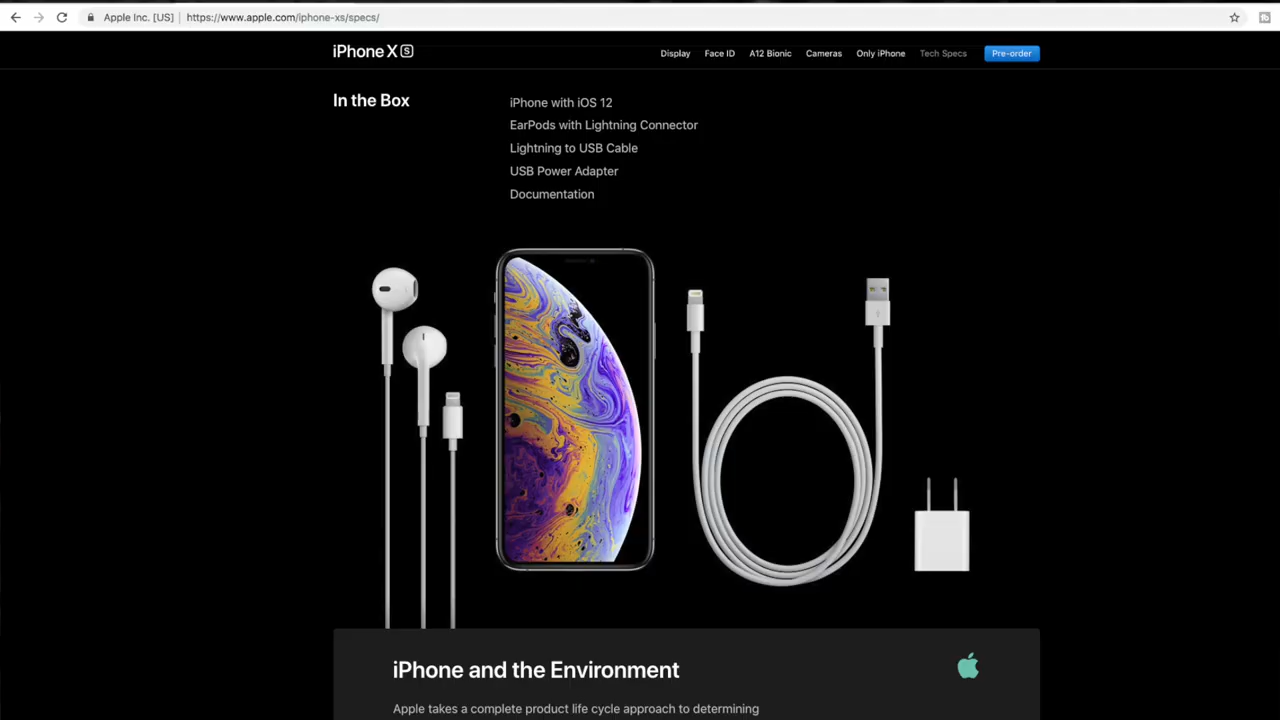 Apple Inc. [US] | https://www.apple.com/iphone-xs/specs/
iPhone XS
Display Face ID A12 Bionic Cameras Only iPhone Tech Specs Pre-order
In the Box
iPhone with iOS 12
EarPods with Lightning Connector
Lightning to USB Cable
USB Power Adapter
Documentation
iPhone and the Environment
Apple takes a complete product life cycle approach to determining